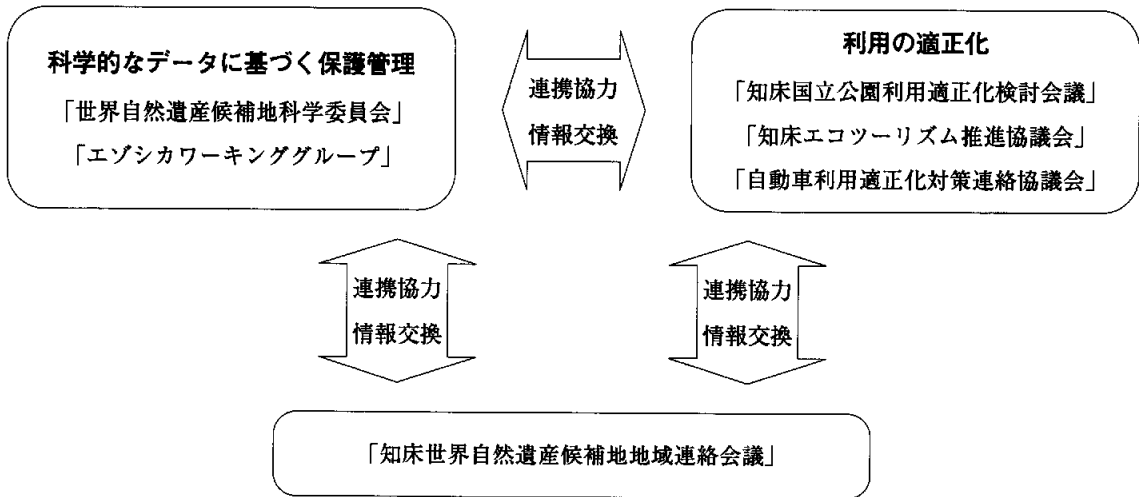 科学的なデータに基づく保護管理
「世界自然遺産候補地科学委員会」
「エゾシカワーキンググループ」
連携協力
情報交換
利用の適正化
「知床国立公園利用適正化検討会議」
「知床エコツーリズム推進協議会」
「自動車利用適正化対策連絡協議会」
連携協力
情報交換
連携協力
情報交換
「知床世界自然遺産候補地地域連絡会議」